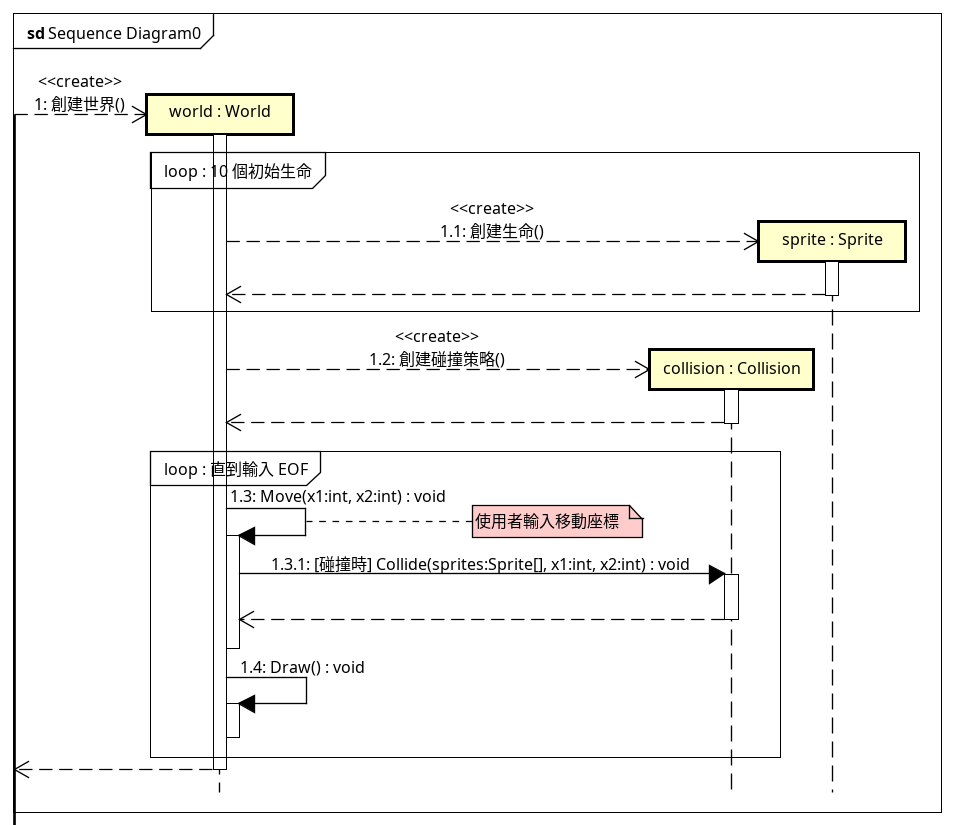 sd Sequence Diagram0
<<create>>
1: 創建世界()
world : World
loop : 10 個初始生命
<<create>>
1.1: 創建生命()
sprite : Sprite
<<create>>
1.2: 創建碰撞策略()
collision : Collision
loop : 直到輸入 EOF
1.3: Move(x1:int, x2:int) : void
使用者輸入移動座標
1.3.1: [碰撞時] Collide(sprites:Sprite[], x1:int, x2:int) : void
1.4: Draw() : void